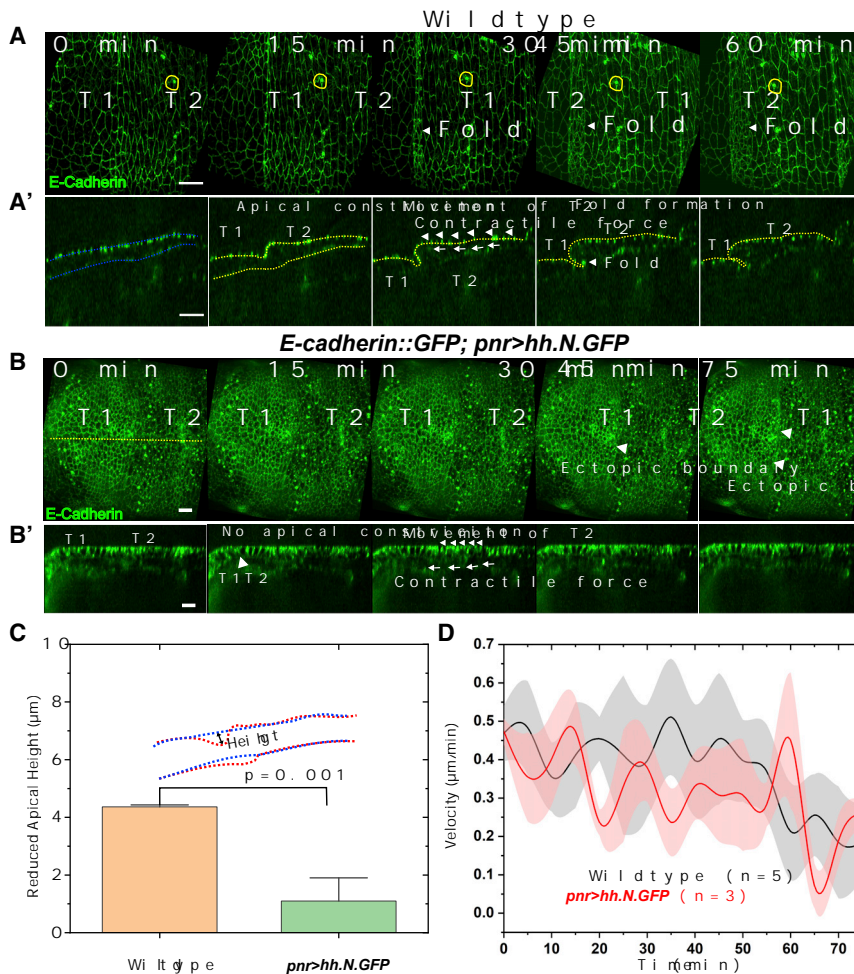 Wildtype
A
0 min 15 min 30 min 45 min 60 min
T1 T2 T1 T2 T1 T2
Fold Fold Fold
E-Cadherin
A'
Apical constriction Movement of T2 Fold formation
Contractile force
T1 T2 T1 T2 T1 T2 T1 T2
Fold
E-cadherin::GFP; pnr>hh.N.GFP
B
0 min 15 min 30 min 45 min 75 min
T1 T2 T1 T2 T1
Ectopic boundary
Ectopic b
E-Cadherin
B'
No apical constriction Movement of T2
T1 T2
T1 T2
Contractile force
C
Reduced Apical Height (μm)
10
8
6
4
2
0
Height
p=0.001
Wildtype pnr>hh.N.GFP
D
Velocity (μm/min)
0.7
0.6
0.5
0.4
0.3
0.2
0.1
0.0
Wildtype (n=5)
pnr>hh.N.GFP (n=3)
0 10 20 30 40 50 60 70
Time (min)